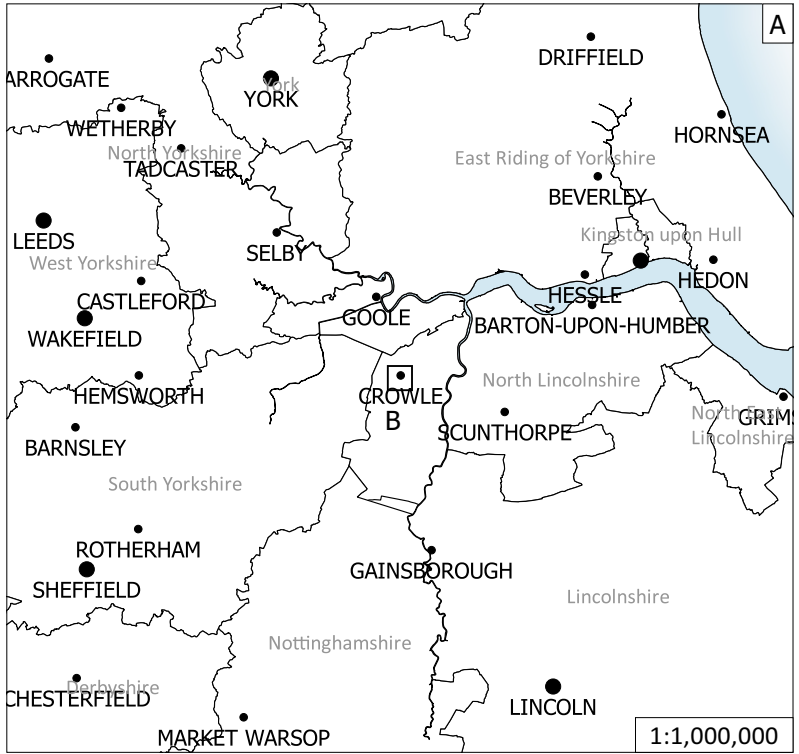 A
DRIFFIELD
ARROGATE
York
YORK
WETHERBY
HORNSEA
North Yorkshire
TADCASTER
East Riding of Yorkshire
BEVERLEY
LEEDS
Kingston upon Hull
SELBY
West Yorkshire
HEDON
CASTLEFORD
HESSLE
GOOLE
WAKEFIELD
BARTON-UPON-HUMBER
North Lincolnshire
HEMSWORTH
CROWLE
B
North East
Lincolnshire
GRIMS
SCUNTHORPE
BARNSLEY
South Yorkshire
ROTHERHAM
GAINSBOROUGH
SHEFFIELD
Lincolnshire
Nottinghamshire
Derbyshire
CHESTERFIELD
LINCOLN
MARKET WARSOP
1:1,000,000